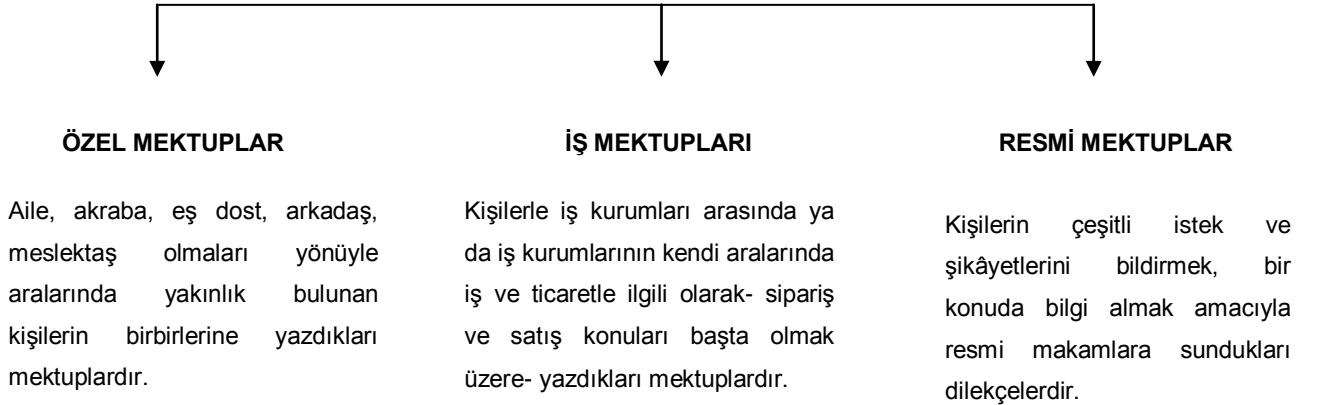 ÖZEL MEKTUPLAR
Aile, akraba, eş dost, arkadaş,
meslektaş olmaları yönüyle
aralarında yakınlık bulunan
kişilerin birbirlerine yazdıkları
mektuplardır.
İŞ MEKTUPLARI
Kişilerle iş kurumları arasında ya
da iş kurumlarının kendi aralarında
iş ve ticaretle ilgili olarak- sipariş
ve satış konuları başta olmak
üzere- yazdıkları mektuplardır.
RESMİ MEKTUPLAR
Kişilerin çeşitli istek ve
şikâyetlerini bildirmek, bir
konuda bilgi almak amacıyla
resmi makamlara sundukları
dilekçelerdir.